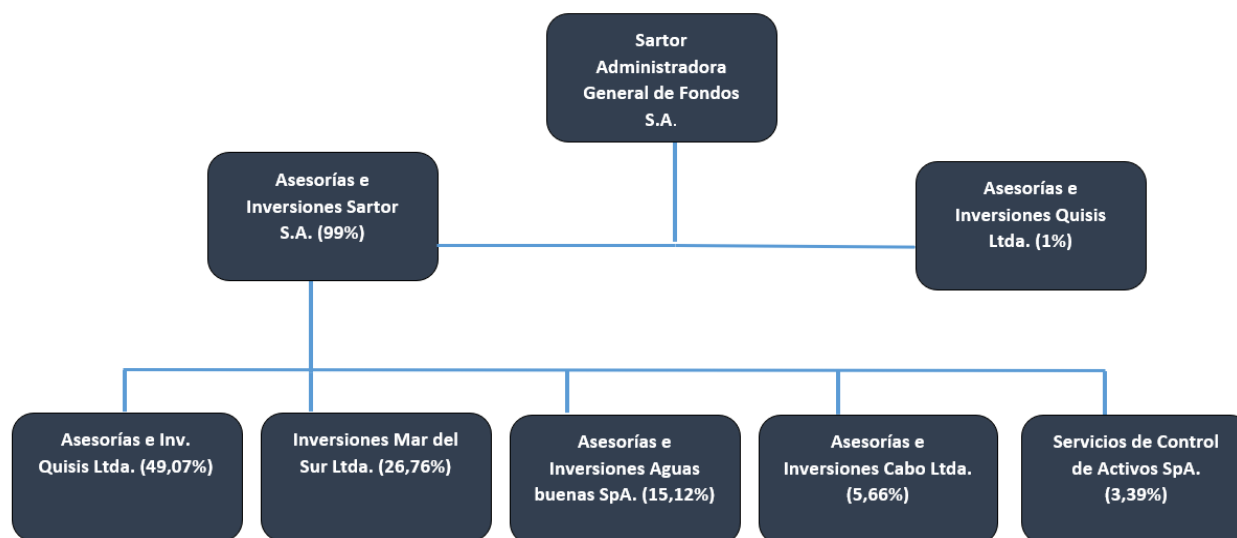 Sartor
Administradora
General de Fondos
S.A.
Asesorías e
Inversiones Sartor
S.A. (99%)
Asesorías e
Inversiones Quisis
Ltda. (1%)
Asesorías e Inv.
Quisis Ltda. (49,07%)
Inversiones Mar del
Sur Ltda. (26,76%)
Asesorías e
Inversiones Aguas
buenas SpA. (15,12%)
Asesorías e
Inversiones Cabo Ltda.
(5,66%)
Servicios de Control
de Activos SpA.
(3,39%)